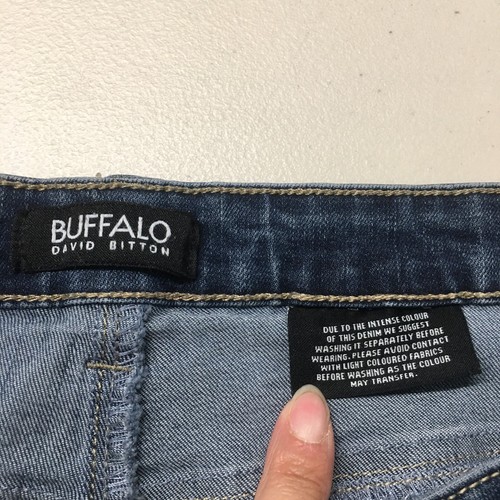 BUFFALO
DAVID BITTON
DUE TO THE INTENSE COLOUR
OF THIS DENIM WE SUGGEST
WASHING IT SEPARATELY BEFORE
WEARING. PLEASE AVOID CONTACT
WITH LIGHT COLOURED FABRICS
BEFORE WASHING AS THE COLOUR
MAY TRANSFER.